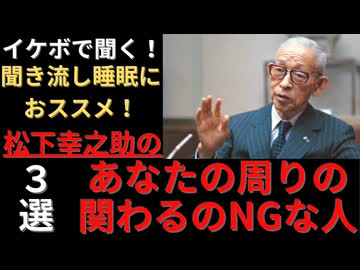 イケボで聞く！
聞き流し睡眠に
おススメ！
松下幸之助の
３選
あなたの周りの
関わるのNGな人